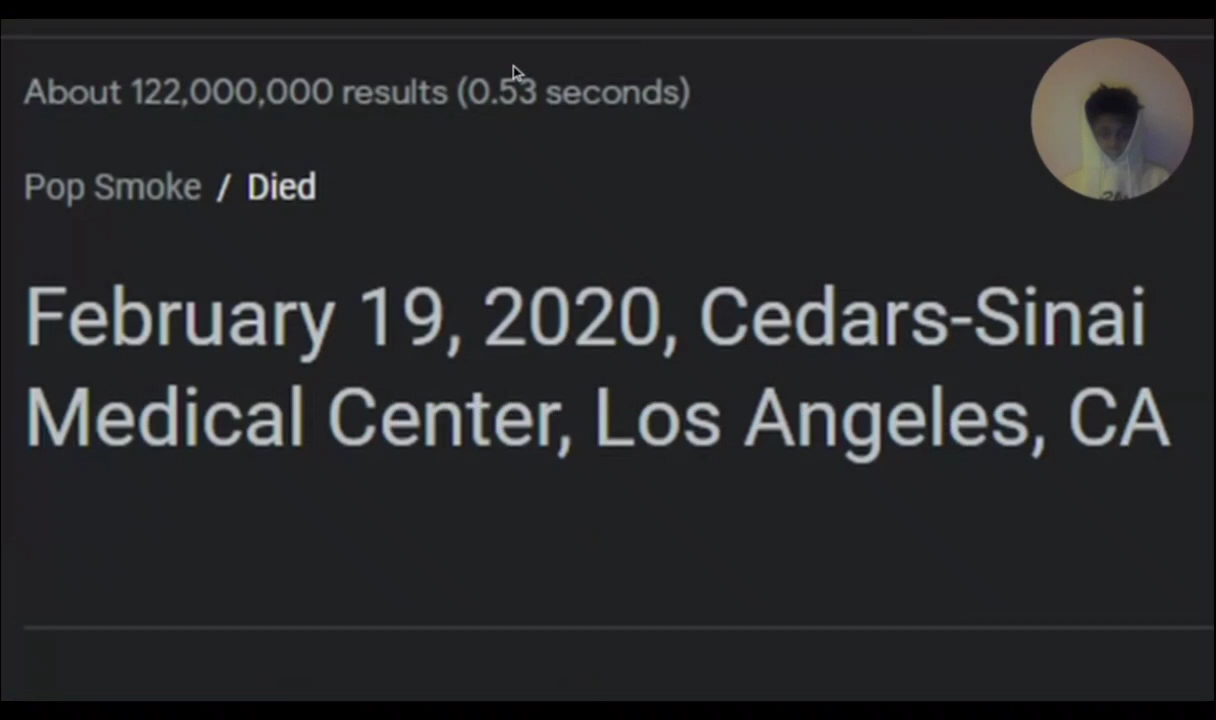 About 122,000,000 results (0.53 seconds)
Pop Smoke / Died
February 19, 2020, Cedars-Sinai
Medical Center, Los Angeles, CA